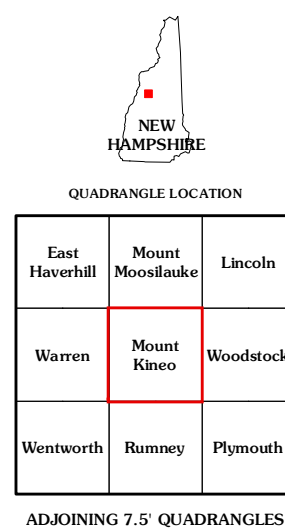 NEW
HAMPSHIRE
QUADRANGLE LOCATION
East
Haverhill
Mount
Moosilauke
Lincoln
Warren
Mount
Kineo
Woodstock
Wentworth
Rumney
Plymouth
ADJOINING 7.5' QUADRANGLES